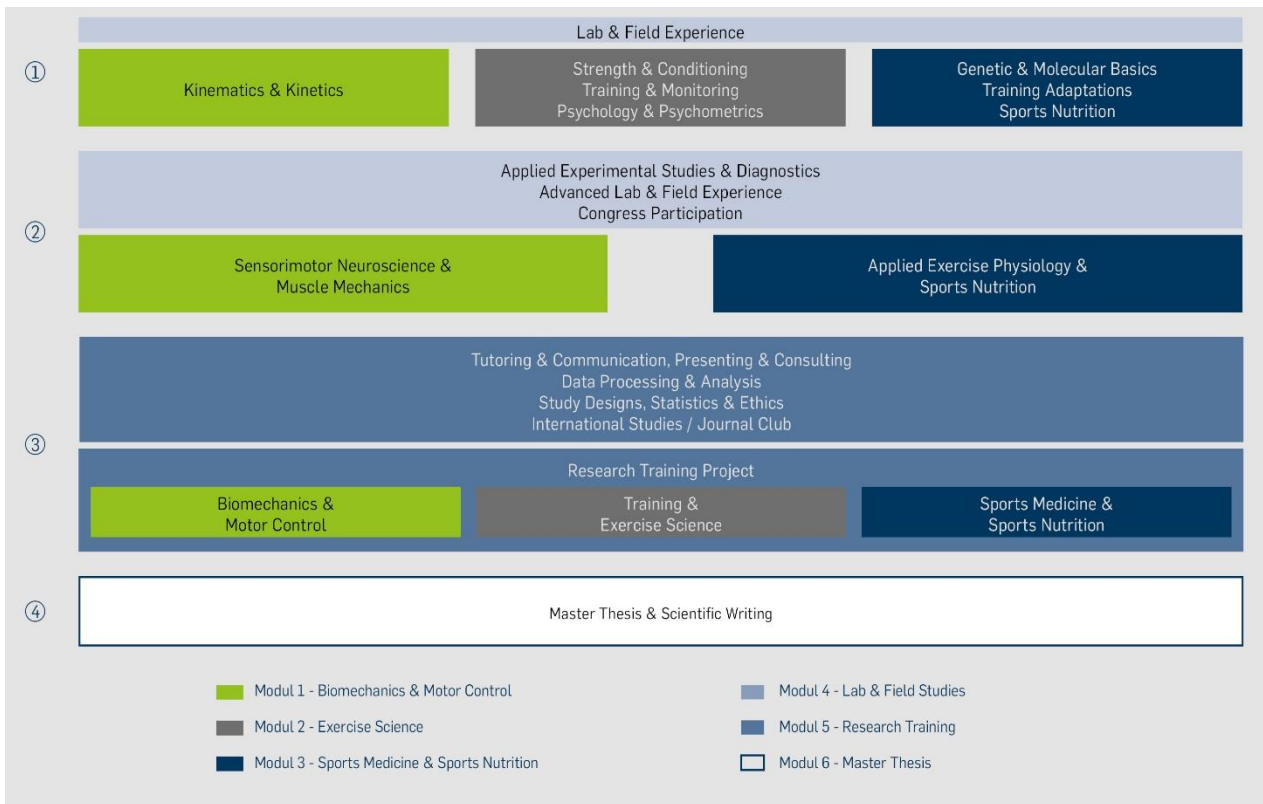 ①
Lab & Field Experience
Kinematics & Kinetics
Strength & Conditioning
Training & Monitoring
Psychology & Psychometrics
Genetic & Molecular Basics
Training Adaptations
Sports Nutrition
②
Applied Experimental Studies & Diagnostics
Advanced Lab & Field Experience
Congress Participation
Sensorimotor Neuroscience &
Muscle Mechanics
Applied Exercise Physiology &
Sports Nutrition
③
Tutoring & Communication, Presenting & Consulting
Data Processing & Analysis
Study Designs, Statistics & Ethics
International Studies / Journal Club
Research Training Project
Biomechanics &
Motor Control
Training &
Exercise Science
Sports Medicine &
Sports Nutrition
④
Master Thesis & Scientific Writing
Modul 1 - Biomechanics & Motor Control
Modul 2 - Exercise Science
Modul 3 - Sports Medicine & Sports Nutrition
Modul 4 - Lab & Field Studies
Modul 5 - Research Training
Modul 6 - Master Thesis